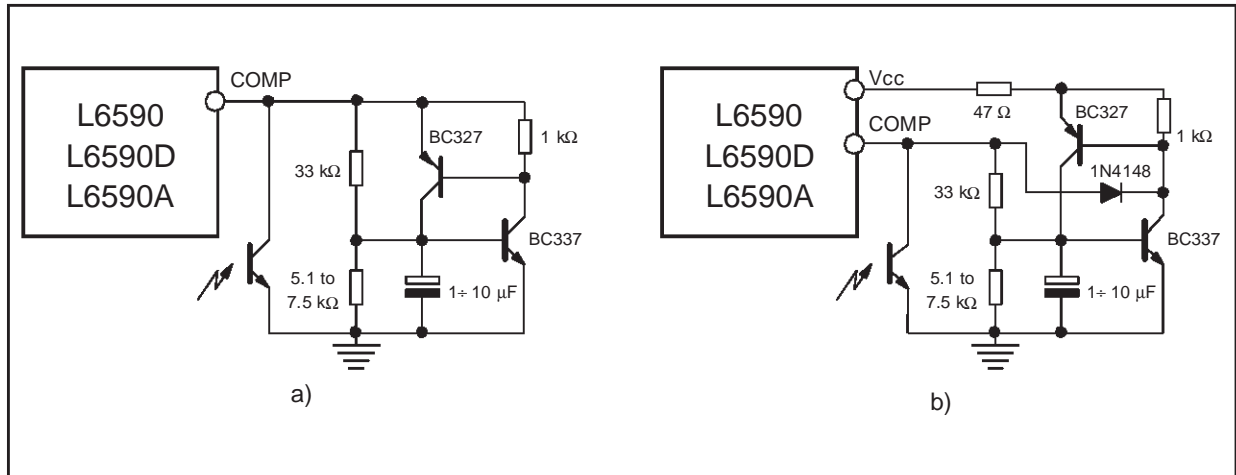 COMP
L6590
L6590D
L6590A
BC327
1 kΩ
33 kΩ
BC337
5.1 to
7.5 kΩ
1÷ 10 μF
a)
Vcc
47 Ω
BC327
COMP
1 kΩ
L6590
L6590D
L6590A
1N4148
33 kΩ
BC337
5.1 to
7.5 kΩ
1÷ 10 μF
b)